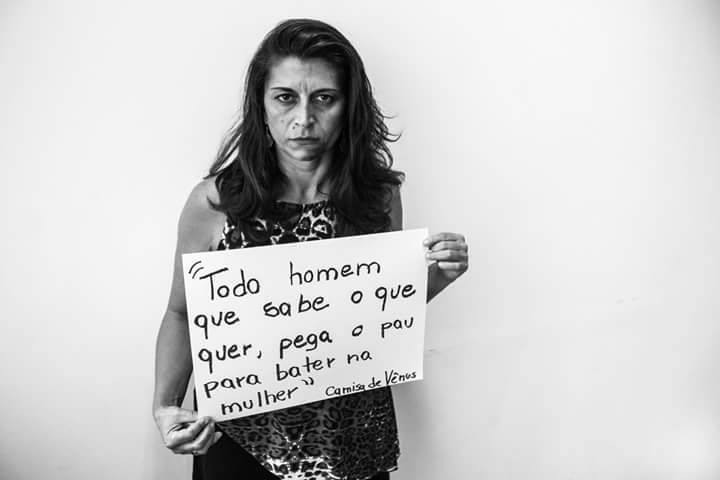 "Todo homem
que sabe o que
quer, pega o pau
para bater na
mulher" Camisa de Vênus